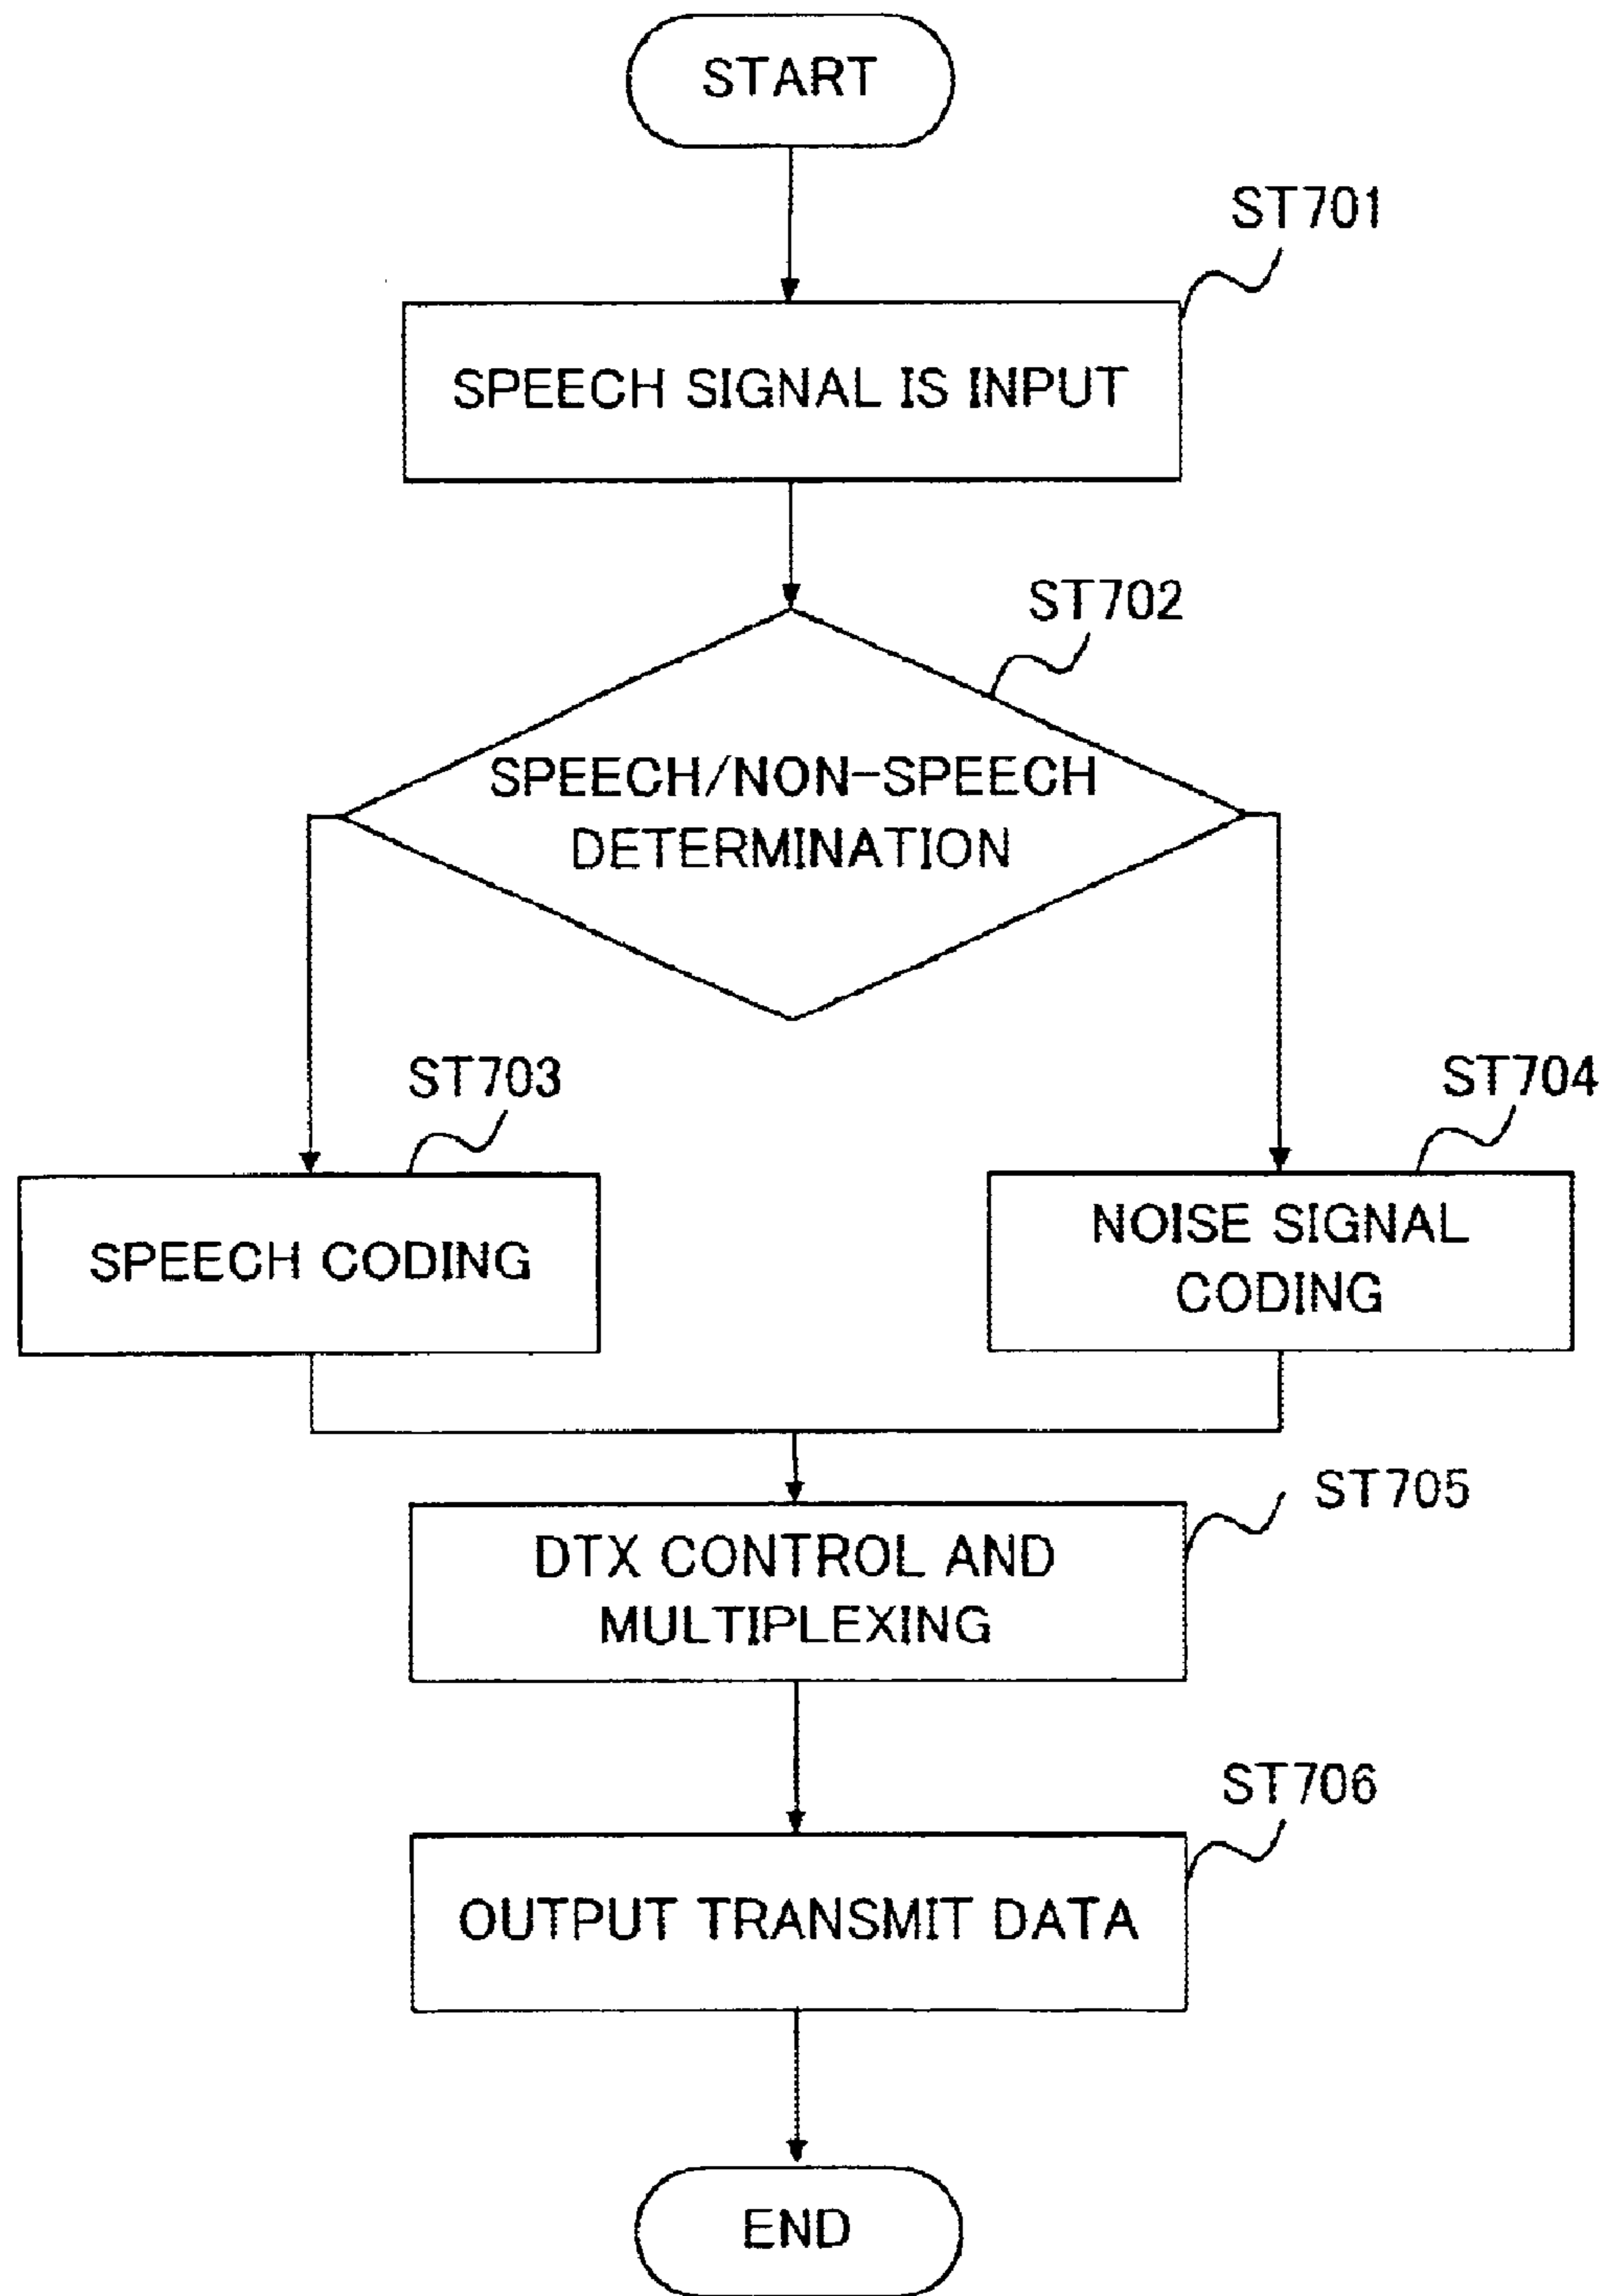 START
ST701
SPEECH SIGNAL IS INPUT
ST702
SPEECH/NON-SPEECH
DETERMINATION
ST703
SPEECH CODING
ST704
NOISE SIGNAL
CODING
ST705
DTX CONTROL AND
MULTIPLEXING
ST706
OUTPUT TRANSMIT DATA
END